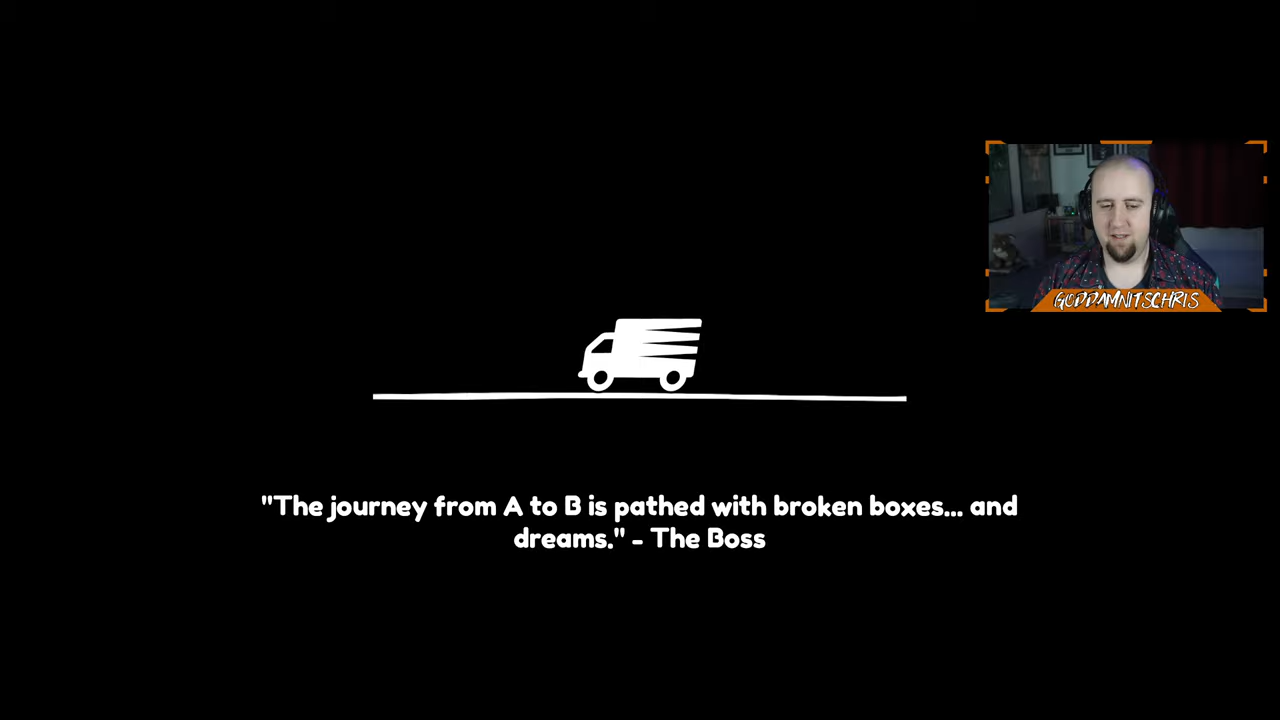 GODDAMNITSCHRIS
"The journey from A to B is pathed with broken boxes... and
dreams." - The Boss